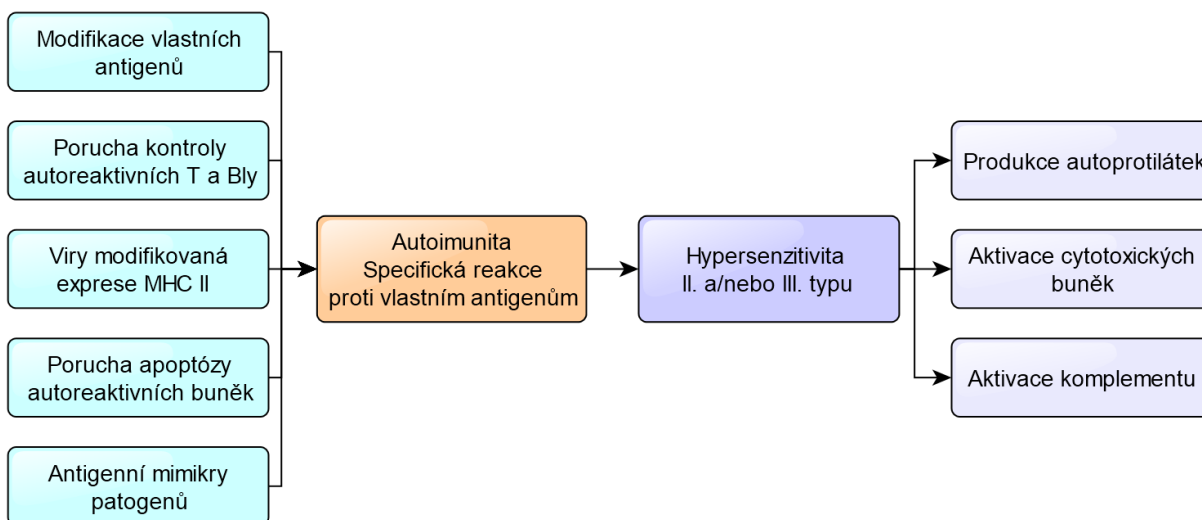 Modifikace vlastních
antigenů
Porucha kontroly
autoreaktivních T a Bly
Viry modifikovaná
exprese MHC II
Porucha apoptózy
autoreaktivních buněk
Antigenní mimikry
patogenů
Autoimunita
Specifická reakce
proti vlastním antigenům
Hypersenzitivita
II. a/nebo III. typu
Produkce autoprotilátek
Aktivace cytotoxických
buněk
Aktivace komplementu